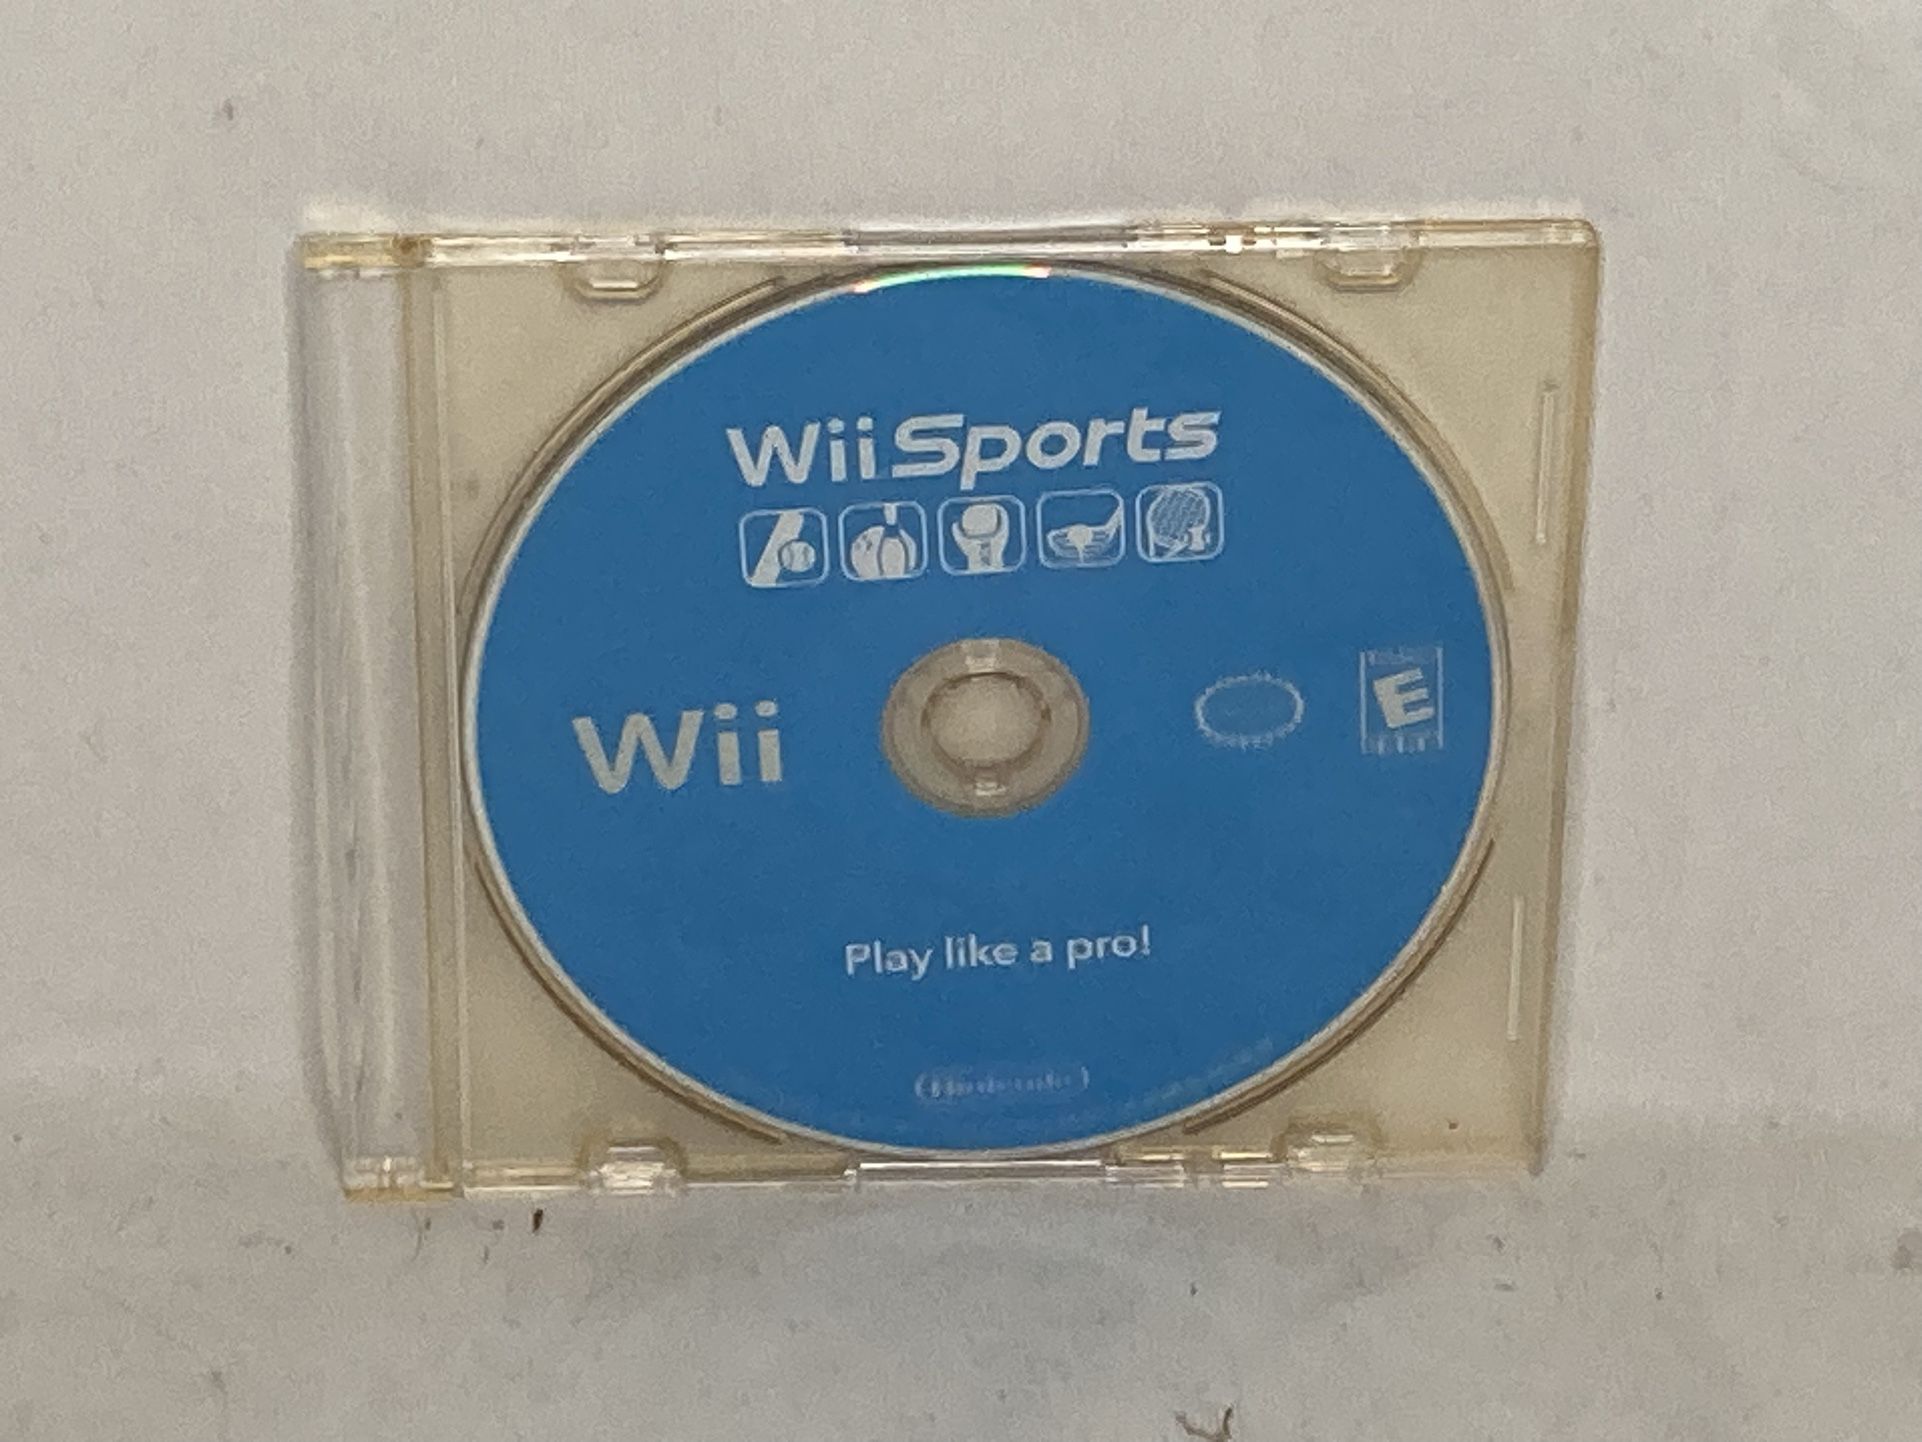 Wii Sports
Wii
E
Play like a pro!
(Nintendo)